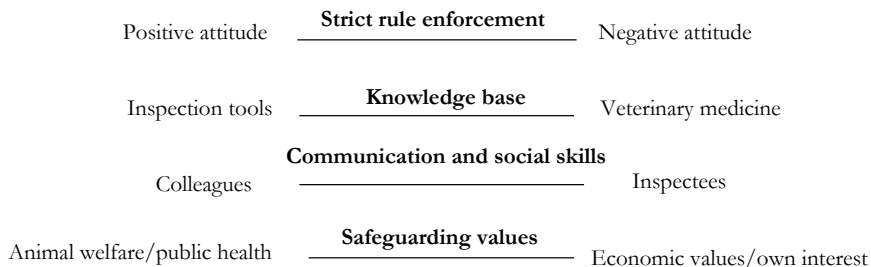 Strict rule enforcement
Positive attitude Negative attitude
Knowledge base
Inspection tools Veterinary medicine
Communication and social skills
Colleagues Inspectees
Safeguarding values
Animal welfare/public health Economic values/own interest